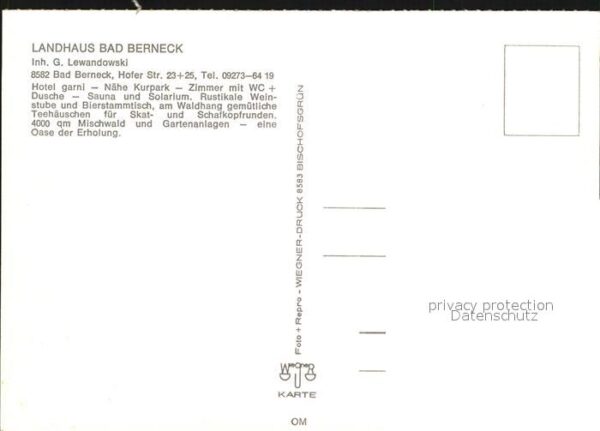 LANDHAUS BAD BERNECK
Inh. G. Lewandowski
8582 Bad Berneck, Hofer Str. 23+25, Tel. 09273—64 19
Hotel garni — Nähe Kurpark — Zimmer mit WC +
Dusche — Sauna und Solarium. Rustikale Wein-
stube und Bierstammtisch, am Waldhang gemütliche
Teehäuschen für Skat- und Schafkopfrunden.
4000 qm Mischwald und Gartenanlagen — eine
Oase der Erholung.
Foto + Repro - WIEGNER-DRUCK 8583 BISCHOFSGRÜN
KARTE
OM
privacy protection
Datenschutz